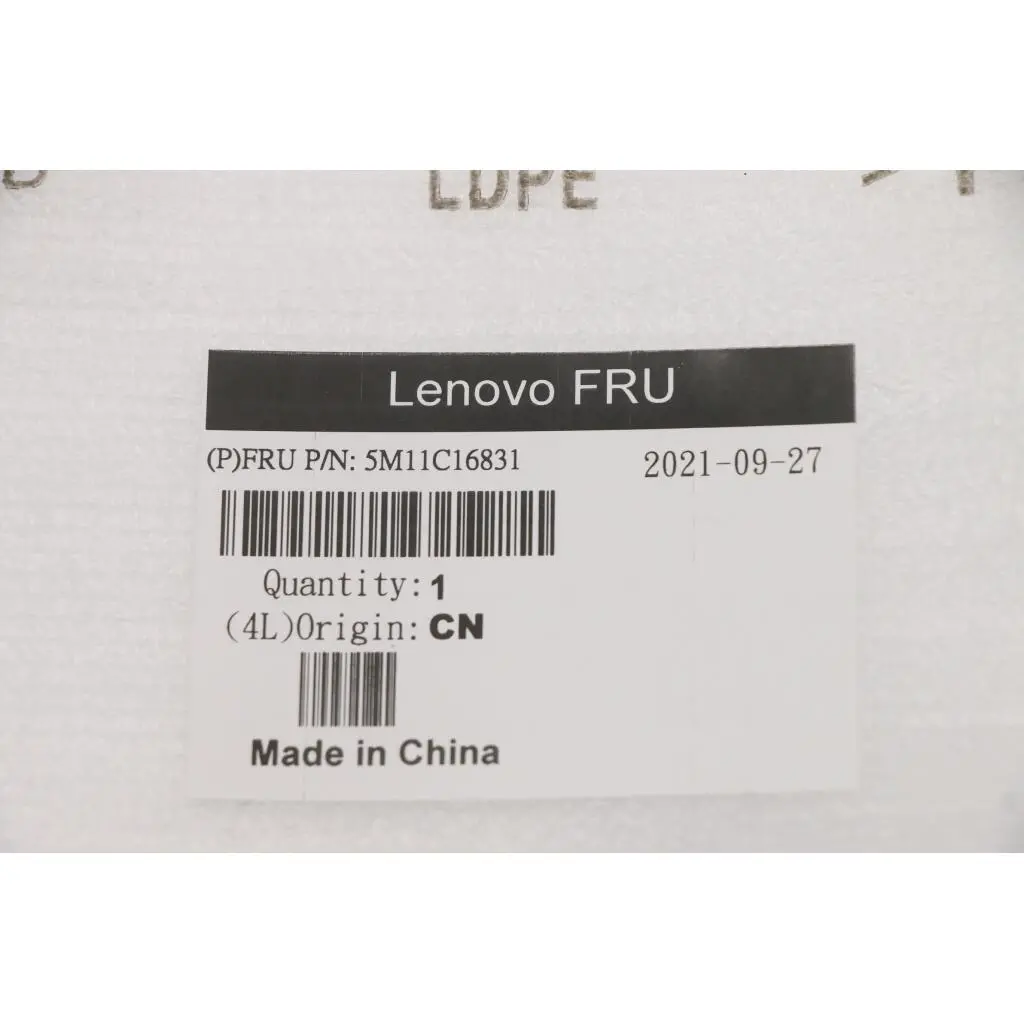 LDPE
Lenovo FRU
(P)FRU P/N: 5M11C16831 2021-09-27
Quantity: 1
(4L)Origin: CN
Made in China